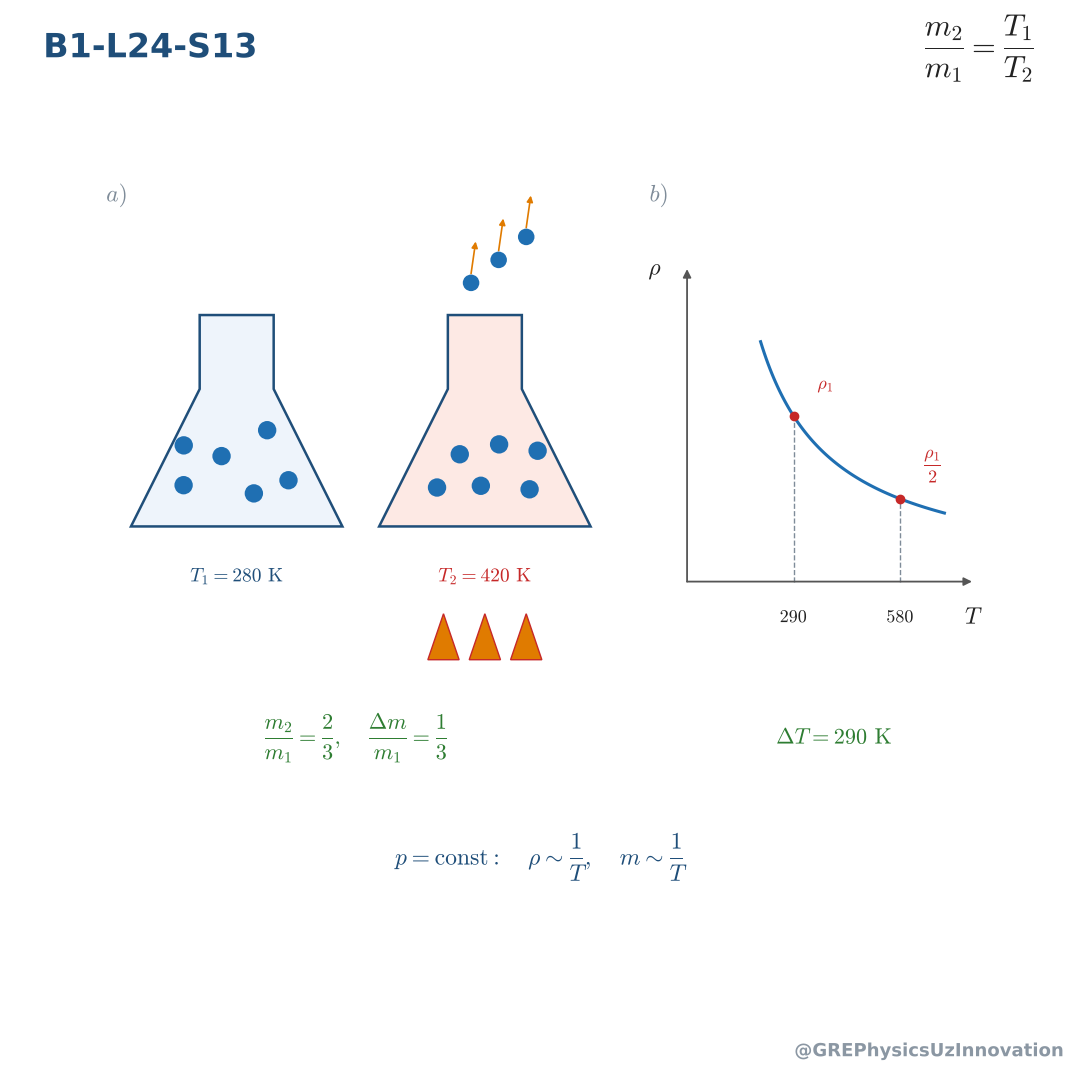 B1-L24-S13
m₂/m₁ = T₁/T₂
a)
b)
ρ
ρ₁
ρ₁/2
T₁ = 280 K
T₂ = 420 K
290
580
T
m₂/m₁ = 2/3, Δm/m₁ = 1/3
ΔT = 290 K
p = const : ρ ∼ 1/T, m ∼ 1/T
@GREPhysicsUzInnovation